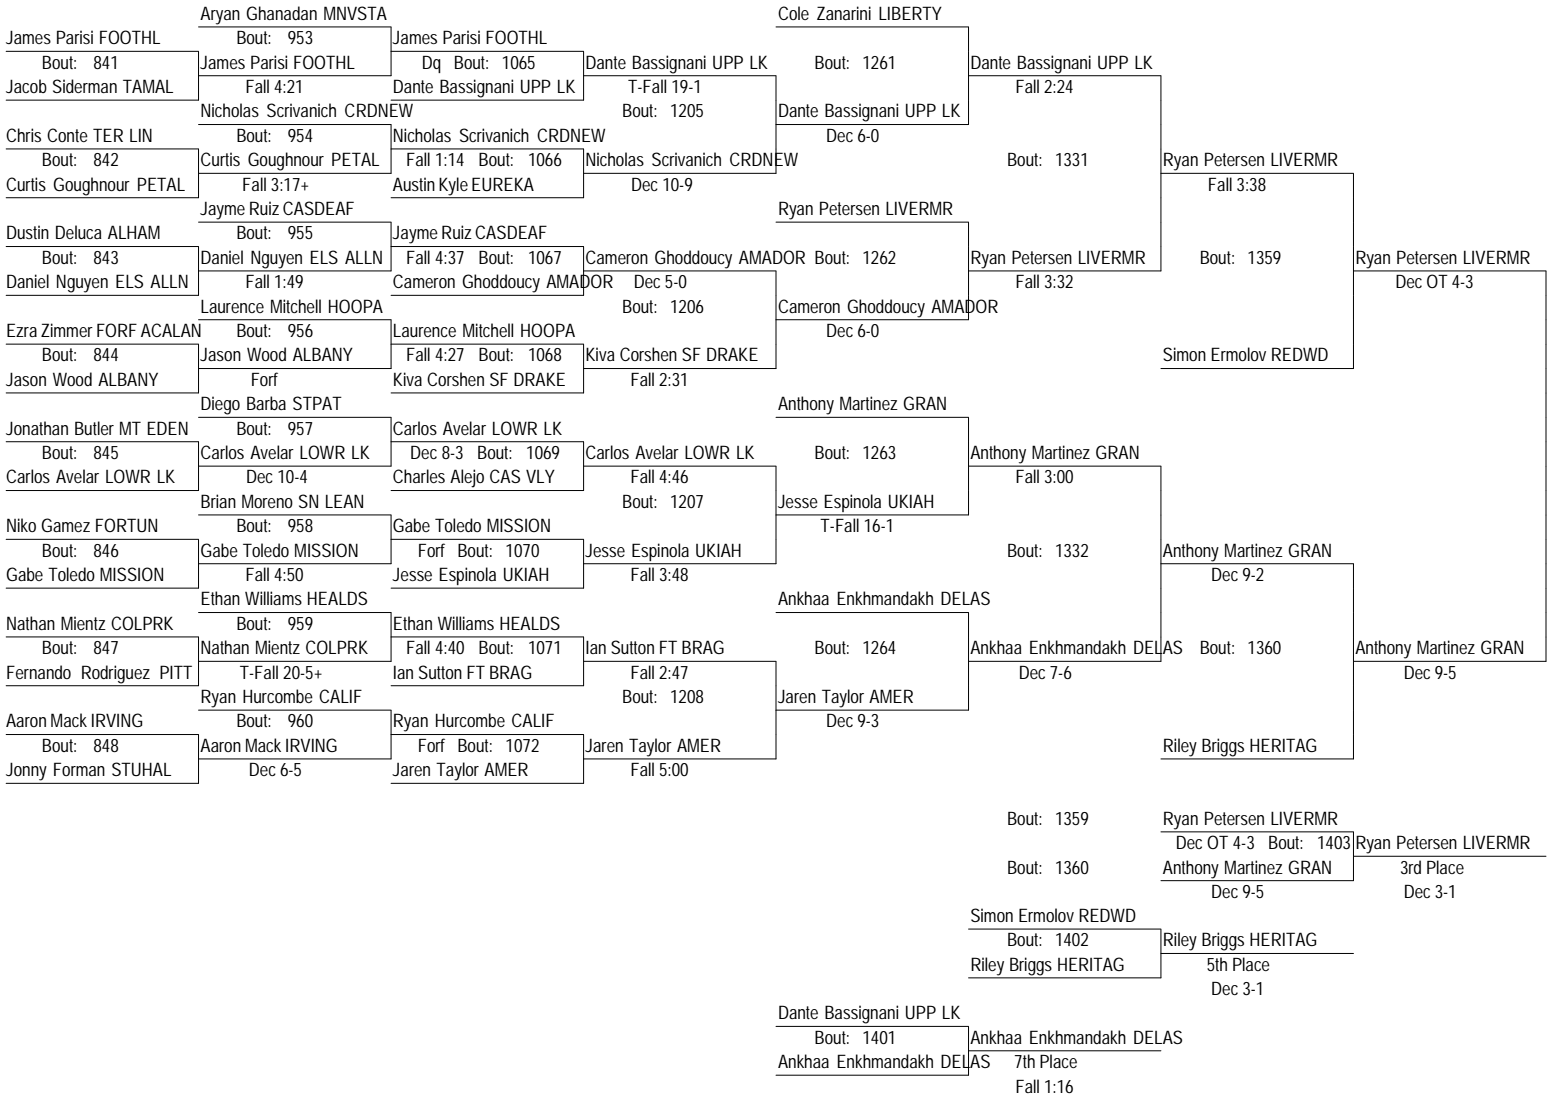 Aryan Ghanadan MNVSTA Cole Zanarini LIBERTY
James Parisi FOOTHL Bout: 953 James Parisi FOOTHL
Bout: 841 James Parisi FOOTHL Dq Bout: 1065 Dante Bassignani UPP LK Bout: 1261 Dante Bassignani UPP LK
Jacob Siderman TAMAL Fall 4:21 Dante Bassignani UPP LK T-Fall 19-1 Fall 2:24
Nicholas Scrivanich CRDNEW Bout: 1205 Dante Bassignani UPP LK
Chris Conte TER LIN Bout: 954 Nicholas Scrivanich CRDNEW Dec 6-0
Bout: 842 Curtis Goughnour PETAL Fall 1:14 Bout: 1066 Nicholas Scrivanich CRDNEW Bout: 1331 Ryan Petersen LIVERMR
Curtis Goughnour PETAL Fall 3:17+ Austin Kyle EUREKA Dec 10-9 Fall 3:38
Jayme Ruiz CASDEAF Ryan Petersen LIVERMR
Dustin Deluca ALHAM Bout: 955 Jayme Ruiz CASDEAF
Bout: 843 Daniel Nguyen ELS ALLN Fall 4:37 Bout: 1067 Cameron Ghoddoucy AMADOR Bout: 1262 Ryan Petersen LIVERMR Bout: 1359 Ryan Petersen LIVERMR
Daniel Nguyen ELS ALLN Fall 1:49 Cameron Ghoddoucy AMADOR Dec 5-0 Fall 3:32 Dec OT 4-3
Laurence Mitchell HOOPA Bout: 1206 Cameron Ghoddoucy AMADOR
Ezra Zimmer FORF ACALAN Bout: 956 Laurence Mitchell HOOPA Dec 6-0
Bout: 844 Jason Wood ALBANY Fall 4:27 Bout: 1068 Kiva Corshen SF DRAKE Simon Ermolov REDWD
Jason Wood ALBANY Forf Kiva Corshen SF DRAKE Fall 2:31
Diego Barba STPAT Anthony Martinez GRAN
Jonathan Butler MT EDEN Bout: 957 Carlos Avelar LOWR LK
Bout: 845 Carlos Avelar LOWR LK Dec 8-3 Bout: 1069 Carlos Avelar LOWR LK Bout: 1263 Anthony Martinez GRAN
Carlos Avelar LOWR LK Dec 10-4 Charles Alejo CAS VLY Fall 4:46 Fall 3:00
Brian Moreno SN LEAN Bout: 1207 Jesse Espinola UKIAH
Niko Gamez FORTUN Bout: 958 Gabe Toledo MISSION T-Fall 16-1
Bout: 846 Gabe Toledo MISSION Forf Bout: 1070 Jesse Espinola UKIAH Bout: 1332 Anthony Martinez GRAN
Gabe Toledo MISSION Fall 4:50 Jesse Espinola UKIAH Fall 3:48 Dec 9-2
Ethan Williams HEALDS Ankhaa Enkhmandakh DELAS
Nathan Mientz COLPRK Bout: 959 Ethan Williams HEALDS
Bout: 847 Nathan Mientz COLPRK Fall 4:40 Bout: 1071 Ian Sutton FT BRAG Bout: 1264 Ankhaa Enkhmandakh DELAS Bout: 1360 Anthony Martinez GRAN
Fernando Rodriguez PITT T-Fall 20-5+ Ian Sutton FT BRAG Fall 2:47 Dec 7-6 Dec 9-5
Ryan Hurcombe CALIF Bout: 1208 Jaren Taylor AMER
Aaron Mack IRVING Bout: 960 Ryan Hurcombe CALIF Dec 9-3
Bout: 848 Aaron Mack IRVING Forf Bout: 1072 Jaren Taylor AMER Riley Briggs HERITAG
Jonny Forman STUHAL Dec 6-5 Jaren Taylor AMER Fall 5:00
Bout: 1359 Ryan Petersen LIVERMR
Dec OT 4-3 Bout: 1403 Ryan Petersen LIVERMR
Bout: 1360 Anthony Martinez GRAN 3rd Place
Dec 9-5 Dec 3-1
Simon Ermolov REDWD
Bout: 1402 Riley Briggs HERITAG
Riley Briggs HERITAG 5th Place
Dec 3-1
Dante Bassignani UPP LK
Bout: 1401 Ankhaa Enkhmandakh DELAS
Ankhaa Enkhmandakh DELAS 7th Place
Fall 1:16